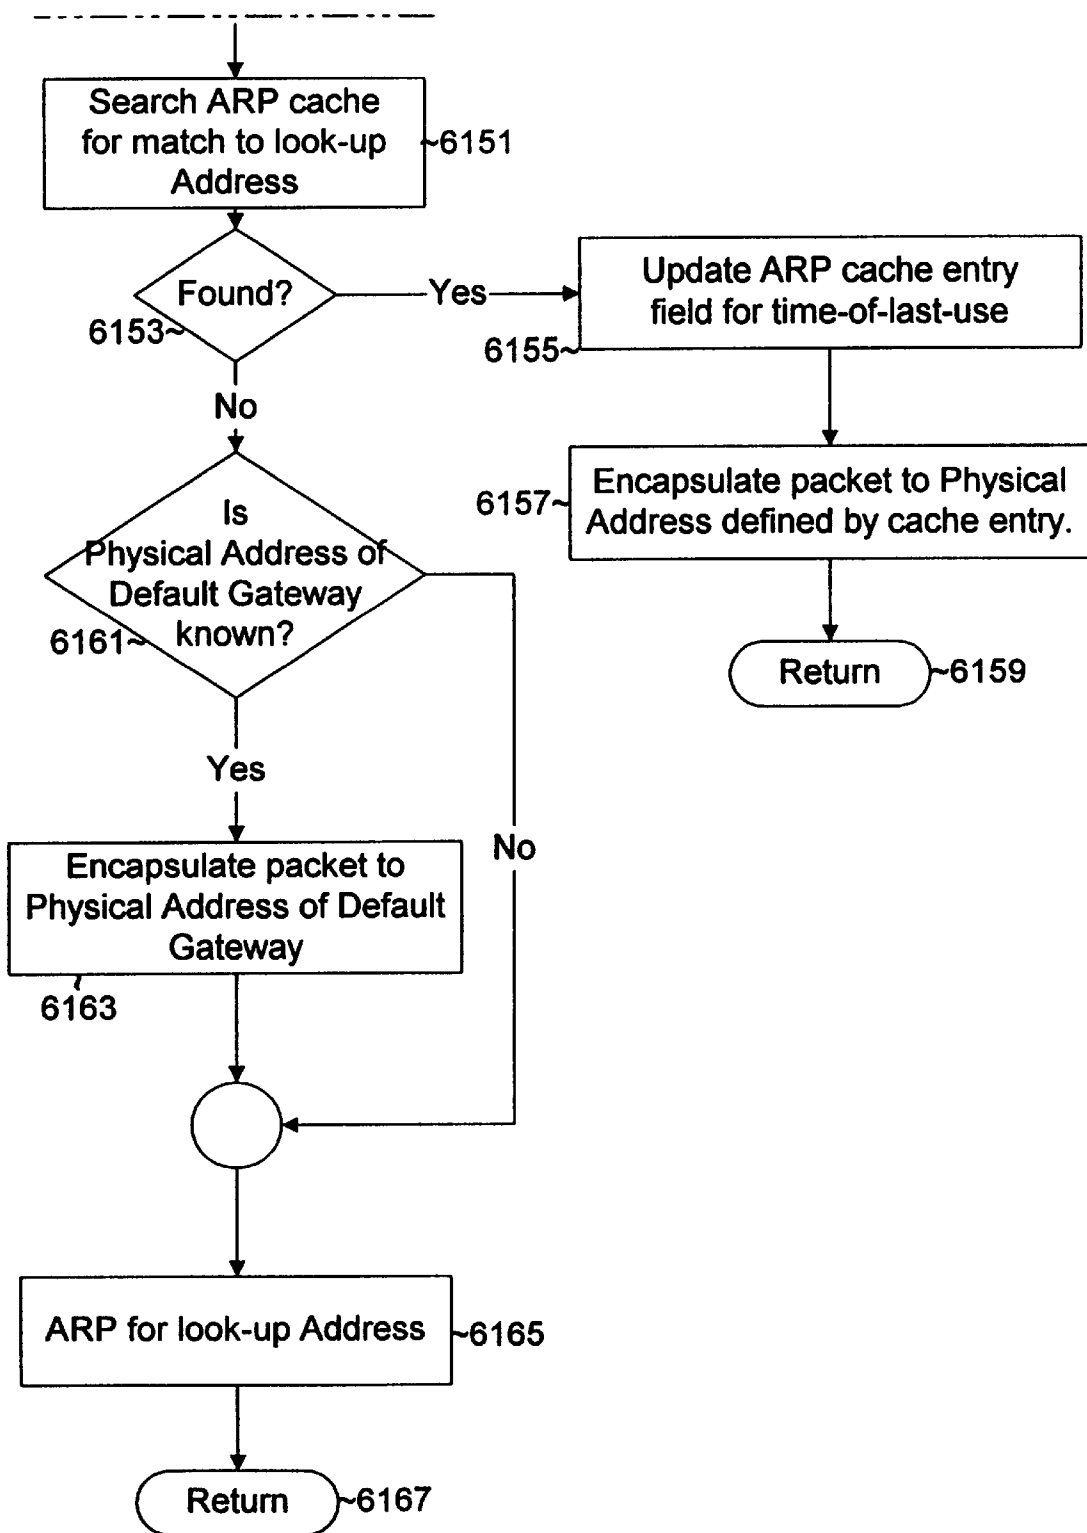 Search ARP cache
for match to look-up
Address
~6151
Found?
6153~
Yes
Update ARP cache entry
field for time-of-last-use
6155~
No
Encapsulate packet to Physical
Address defined by cache entry.
6157~
Is
Physical Address of
Default Gateway
known?
6161~
Return
~6159
Yes
No
Encapsulate packet to
Physical Address of Default
Gateway
6163
ARP for look-up Address
~6165
Return
~6167